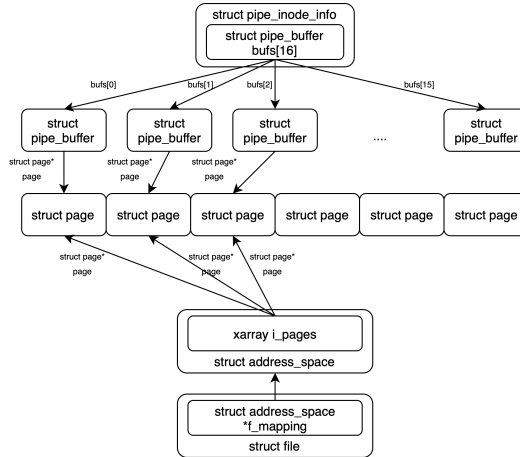 struct pipe_inode_info
struct pipe_buffer
bufs[16]
bufs[0]
bufs[1]
bufs[2]
bufs[15]
struct
pipe_buffer
struct
pipe_buffer
struct
pipe_buffer
....
struct
pipe_buffer
struct page*
page
struct page*
page
struct page*
page
struct page
struct page
struct page
struct page
struct page
struct page
struct page*
page
struct page*
page
struct page*
page
xarray i_pages
struct address_space
struct address_space
*f_mapping
struct file